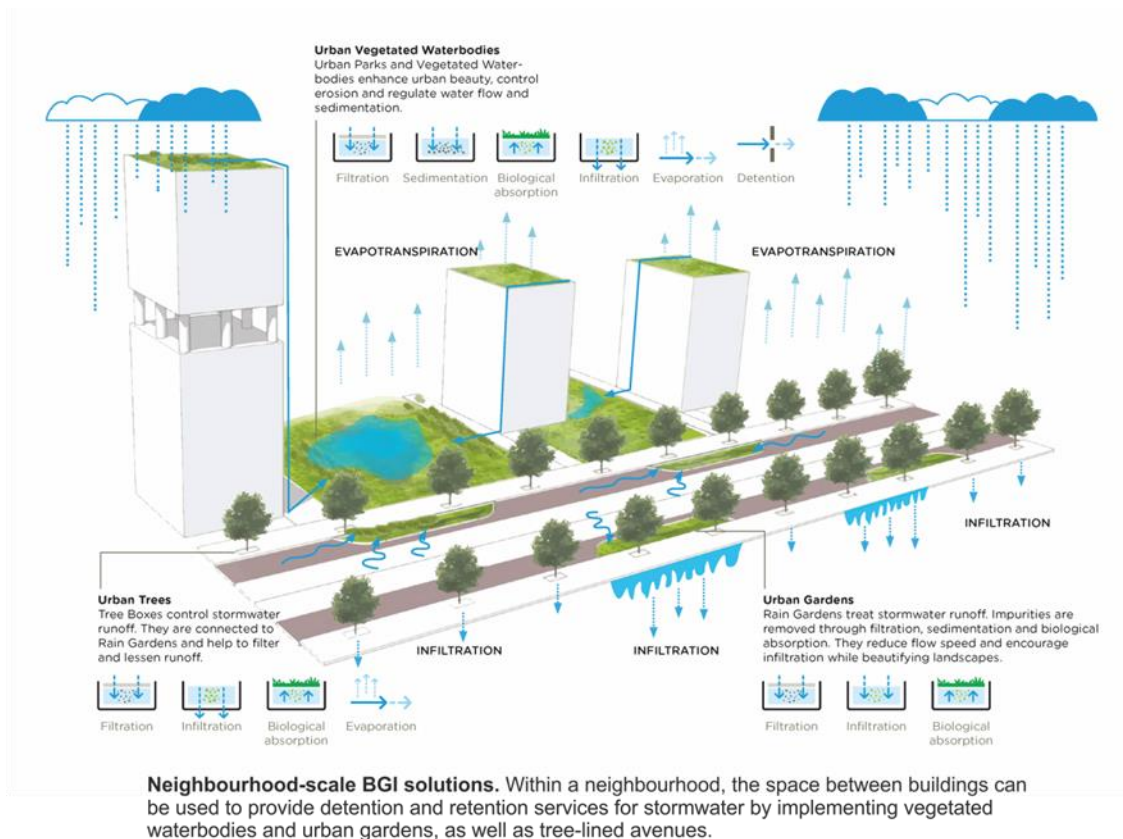 Urban Vegetated Waterbodies
Urban Parks and Vegetated Water-
bodies enhance urban beauty, control
erosion and regulate water flow and
sedimentation.
Filtration
Sedimentation
Biological
absorption
Infiltration
Evaporation
Detention
EVAPOTRANSPIRATION
EVAPOTRANSPIRATION
INFILTRATION
Urban Trees
Tree Boxes control stormwater
runoff. They are connected to
Rain Gardens and help to filter
and lessen runoff.
INFILTRATION
INFILTRATION
Urban Gardens
Rain Gardens treat stormwater runoff. Impurities are
removed through filtration, sedimentation and biological
absorption. They reduce flow speed and encourage
infiltration while beautifying landscapes.
Filtration
Infiltration
Biological
absorption
Evaporation
Filtration
Infiltration
Biological
absorption
Neighbourhood-scale BGI solutions. Within a neighbourhood, the space between buildings can
be used to provide detention and retention services for stormwater by implementing vegetated
waterbodies and urban gardens, as well as tree-lined avenues.